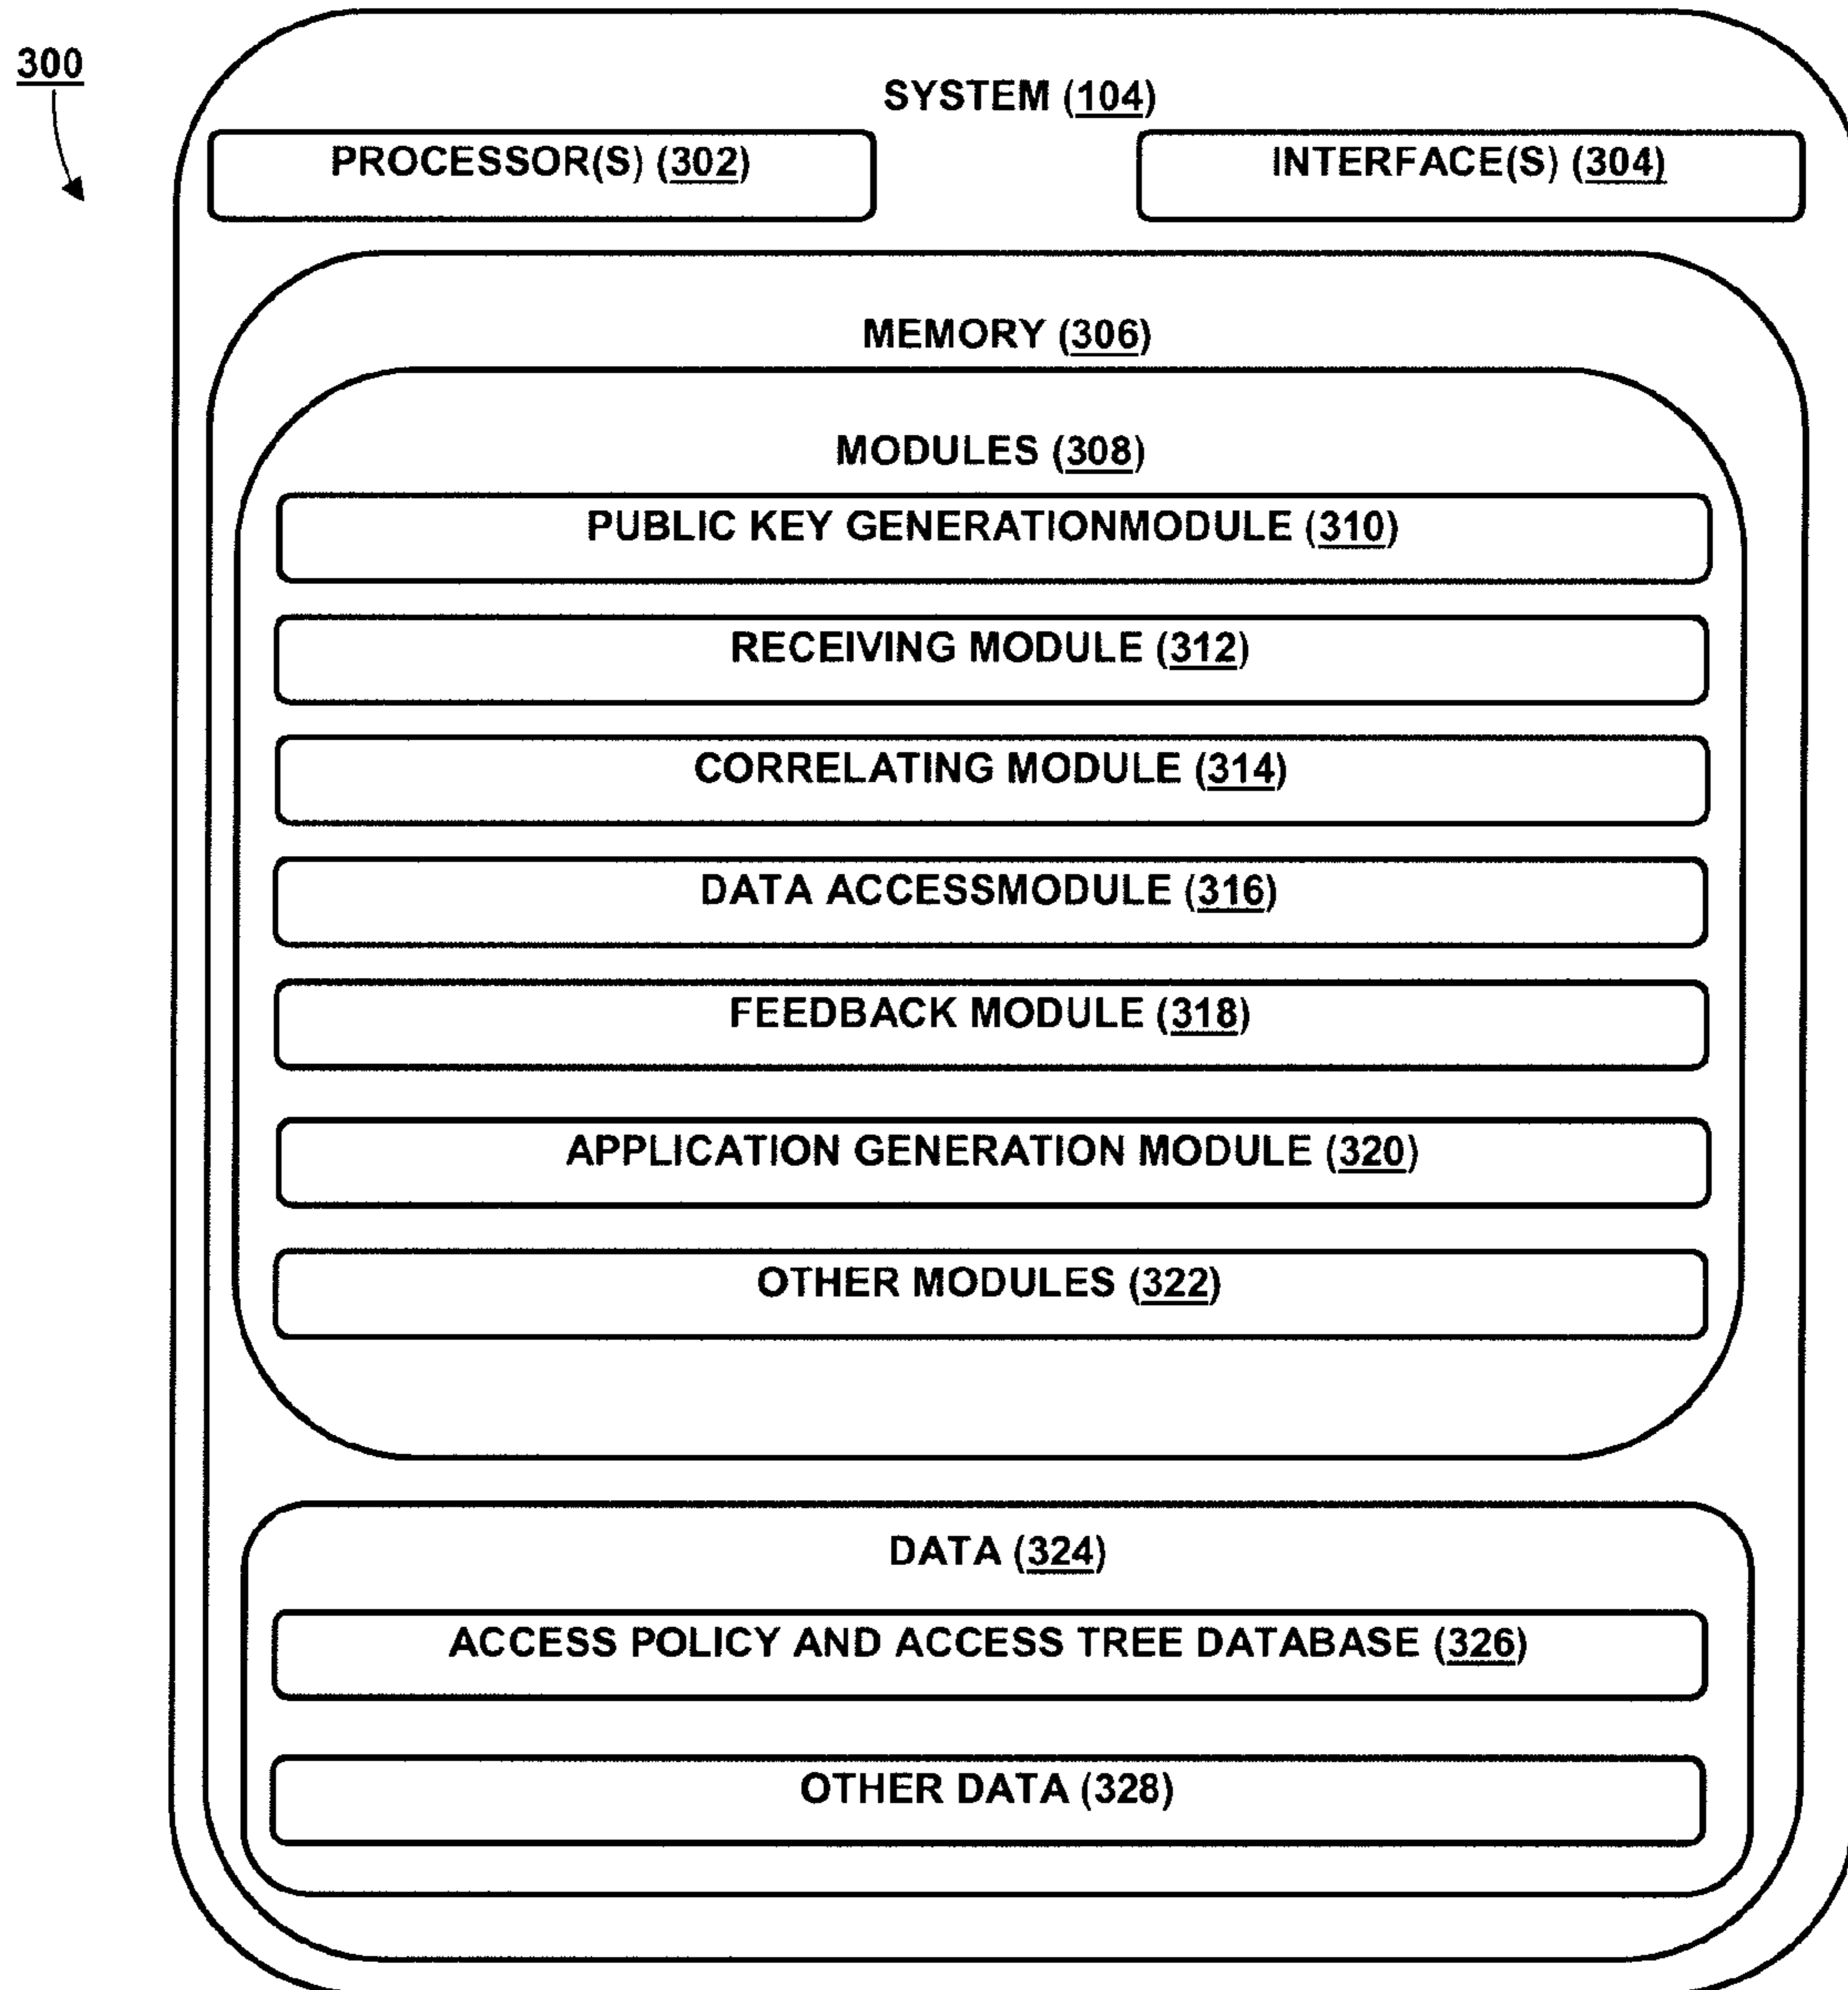 300
SYSTEM (104)
PROCESSOR(S) (302)
INTERFACE(S) (304)
MEMORY (306)
MODULES (308)
PUBLIC KEY GENERATIONMODULE (310)
RECEIVING MODULE (312)
CORRELATING MODULE (314)
DATA ACCESSMODULE (316)
FEEDBACK MODULE (318)
APPLICATION GENERATION MODULE (320)
OTHER MODULES (322)
DATA (324)
ACCESS POLICY AND ACCESS TREE DATABASE (326)
OTHER DATA (328)